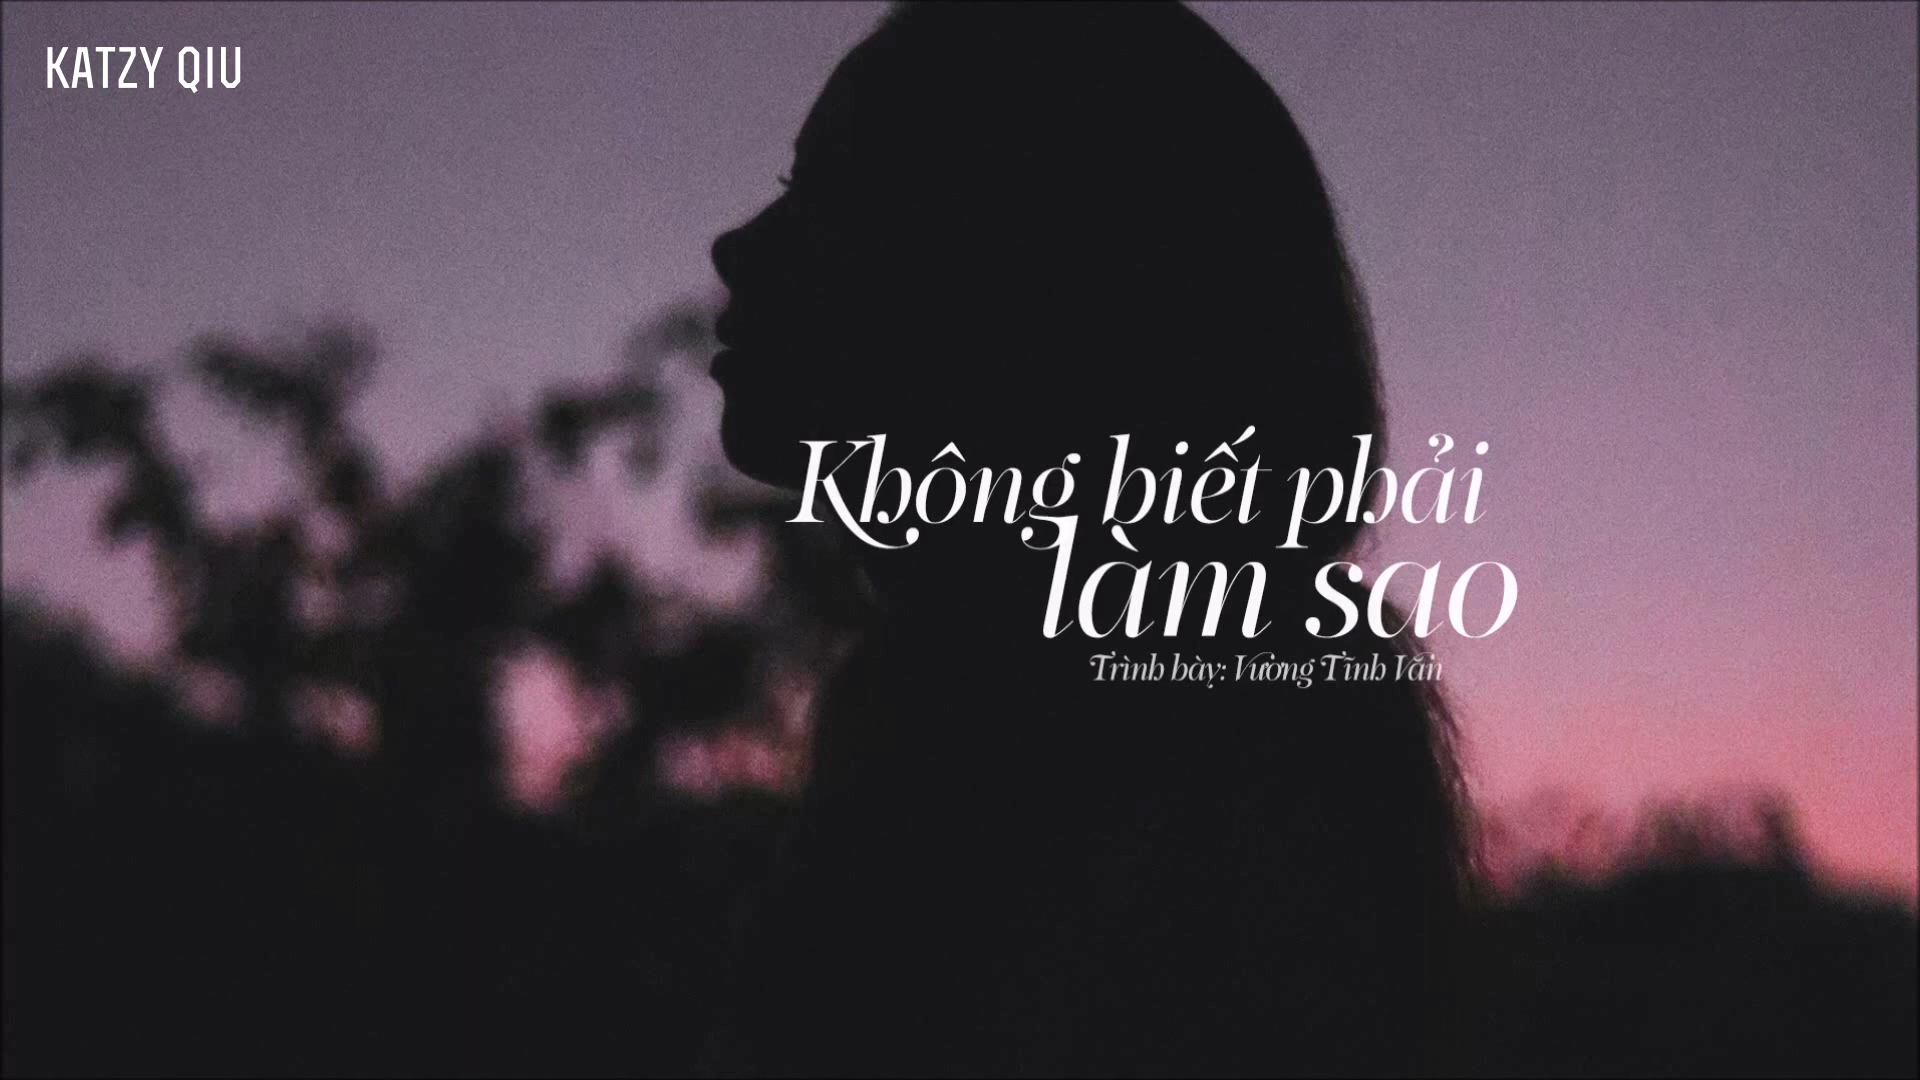 KATZY QIU
Không biết phải
làm sao
Trình bày: Vương Tĩnh Văn